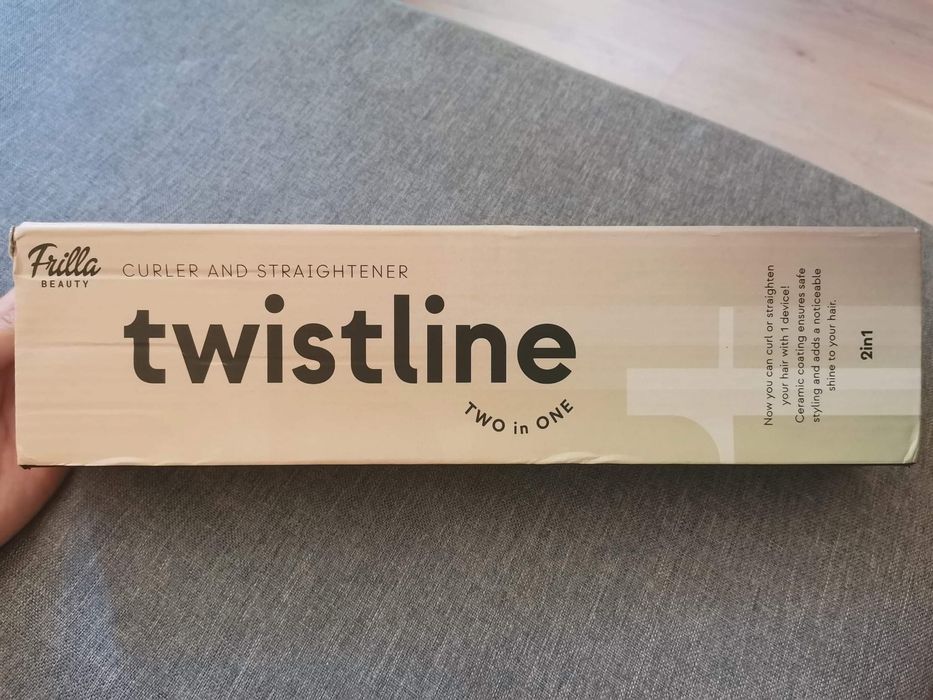 Frilla
BEAUTY
CURLER AND STRAIGHTENER
twistline
TWO in ONE
Now you can curl or straighten
your hair with 1 device!
Ceramic coating ensures safe
styling and adds a noticeable
shine to your hair.
2in1